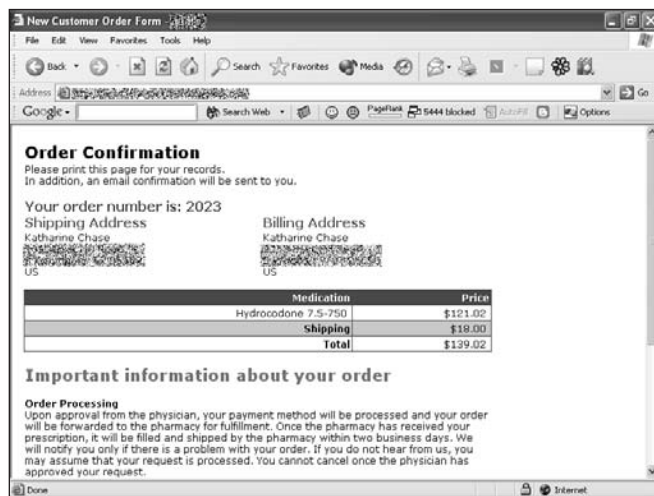 New Customer Order Form -
File Edit View Favorites Tools Help
Back Search Favorites Media
Address Go
Google Search Web PageRank 5444 blocked AutoFill Options
Order Confirmation
Please print this page for your records.
In addition, an email confirmation will be sent to you.
Your order number is: 2023
Shipping Address Billing Address
Katharine Chase Katharine Chase
US US
Medication Price
Hydrocodone 7.5-750 $121.02
Shipping $18.00
Total $139.02
Important information about your order
Order Processing
Upon approval from the physician, your payment method will be processed and your order
will be forwarded to the pharmacy for fulfillment. Once the pharmacy has received your
prescription, it will be filled and shipped by the pharmacy within two business days. We
will notify you only if there is a problem with your order. If you do not hear from us, you
may assume that your request is processed. You cannot cancel once the physician has
approved your request.
Done Internet